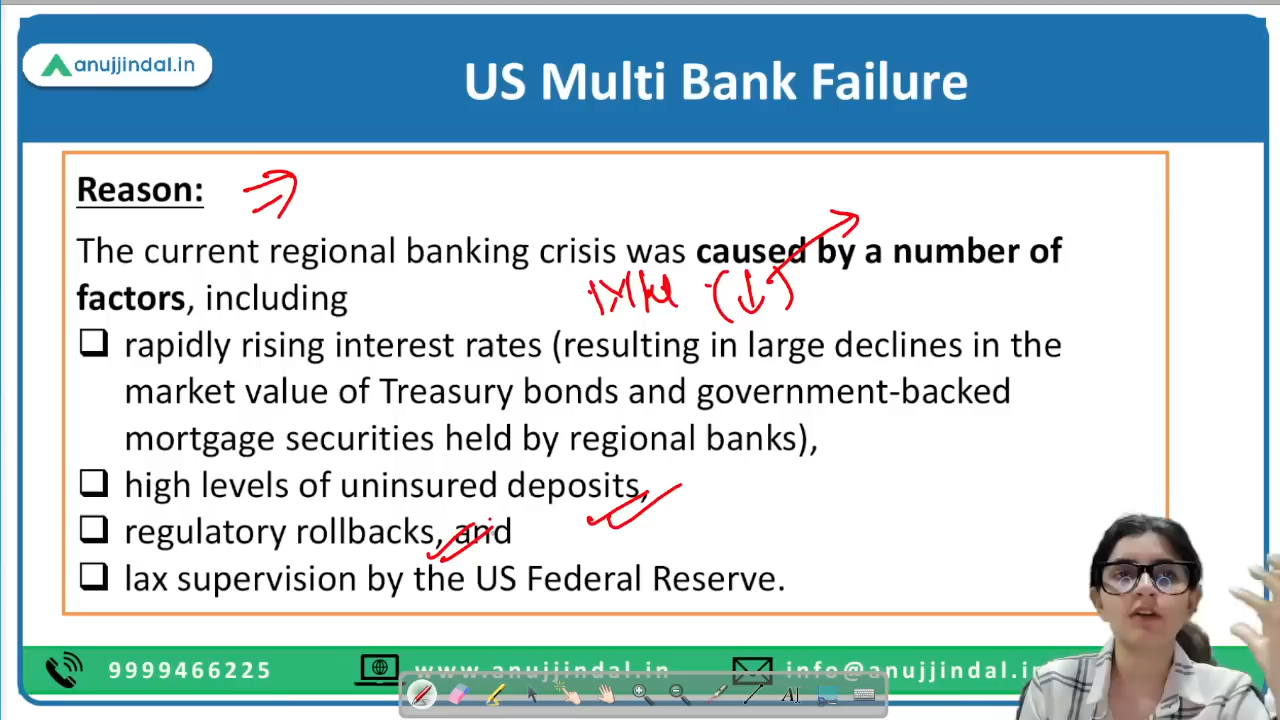 anujjindal.in
US Multi Bank Failure
Reason:
The current regional banking crisis was caused by a number of
factors, including
rapidly rising interest rates (resulting in large declines in the
market value of Treasury bonds and government-backed
mortgage securities held by regional banks),
high levels of uninsured deposits,
regulatory rollbacks, and
lax supervision by the US Federal Reserve.
9999466225
www.anujjindal.in
info@anujjindal.in
AI